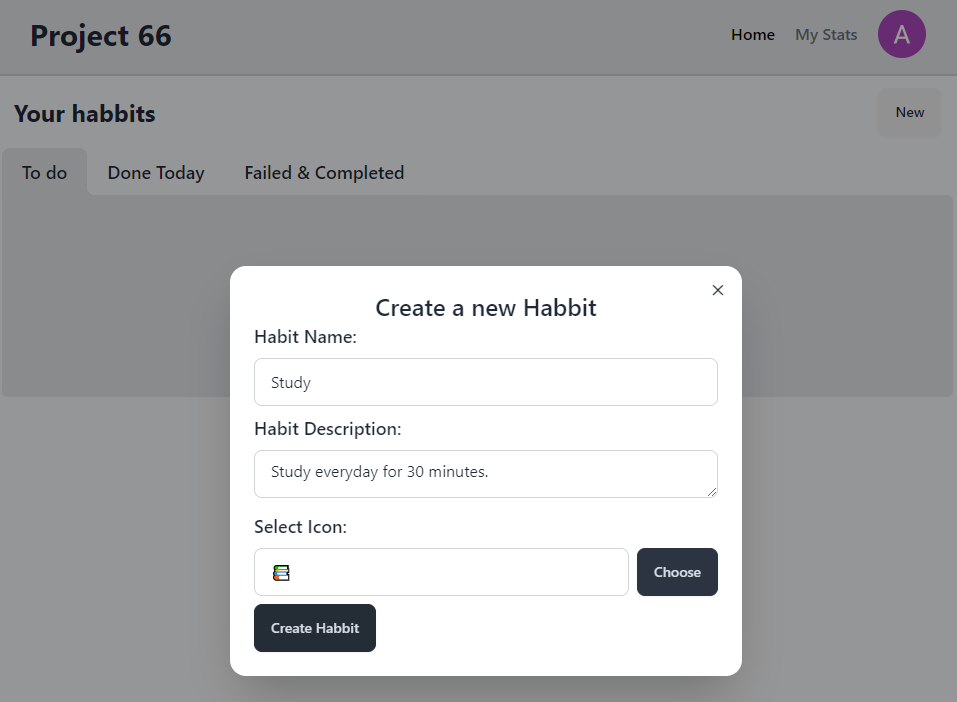 Project 66
Home My Stats A
Your habbits
New
To do Done Today Failed & Completed
Create a new Habbit
Habit Name:
Study
Habit Description:
Study everyday for 30 minutes.
Select Icon:
Choose
Create Habbit